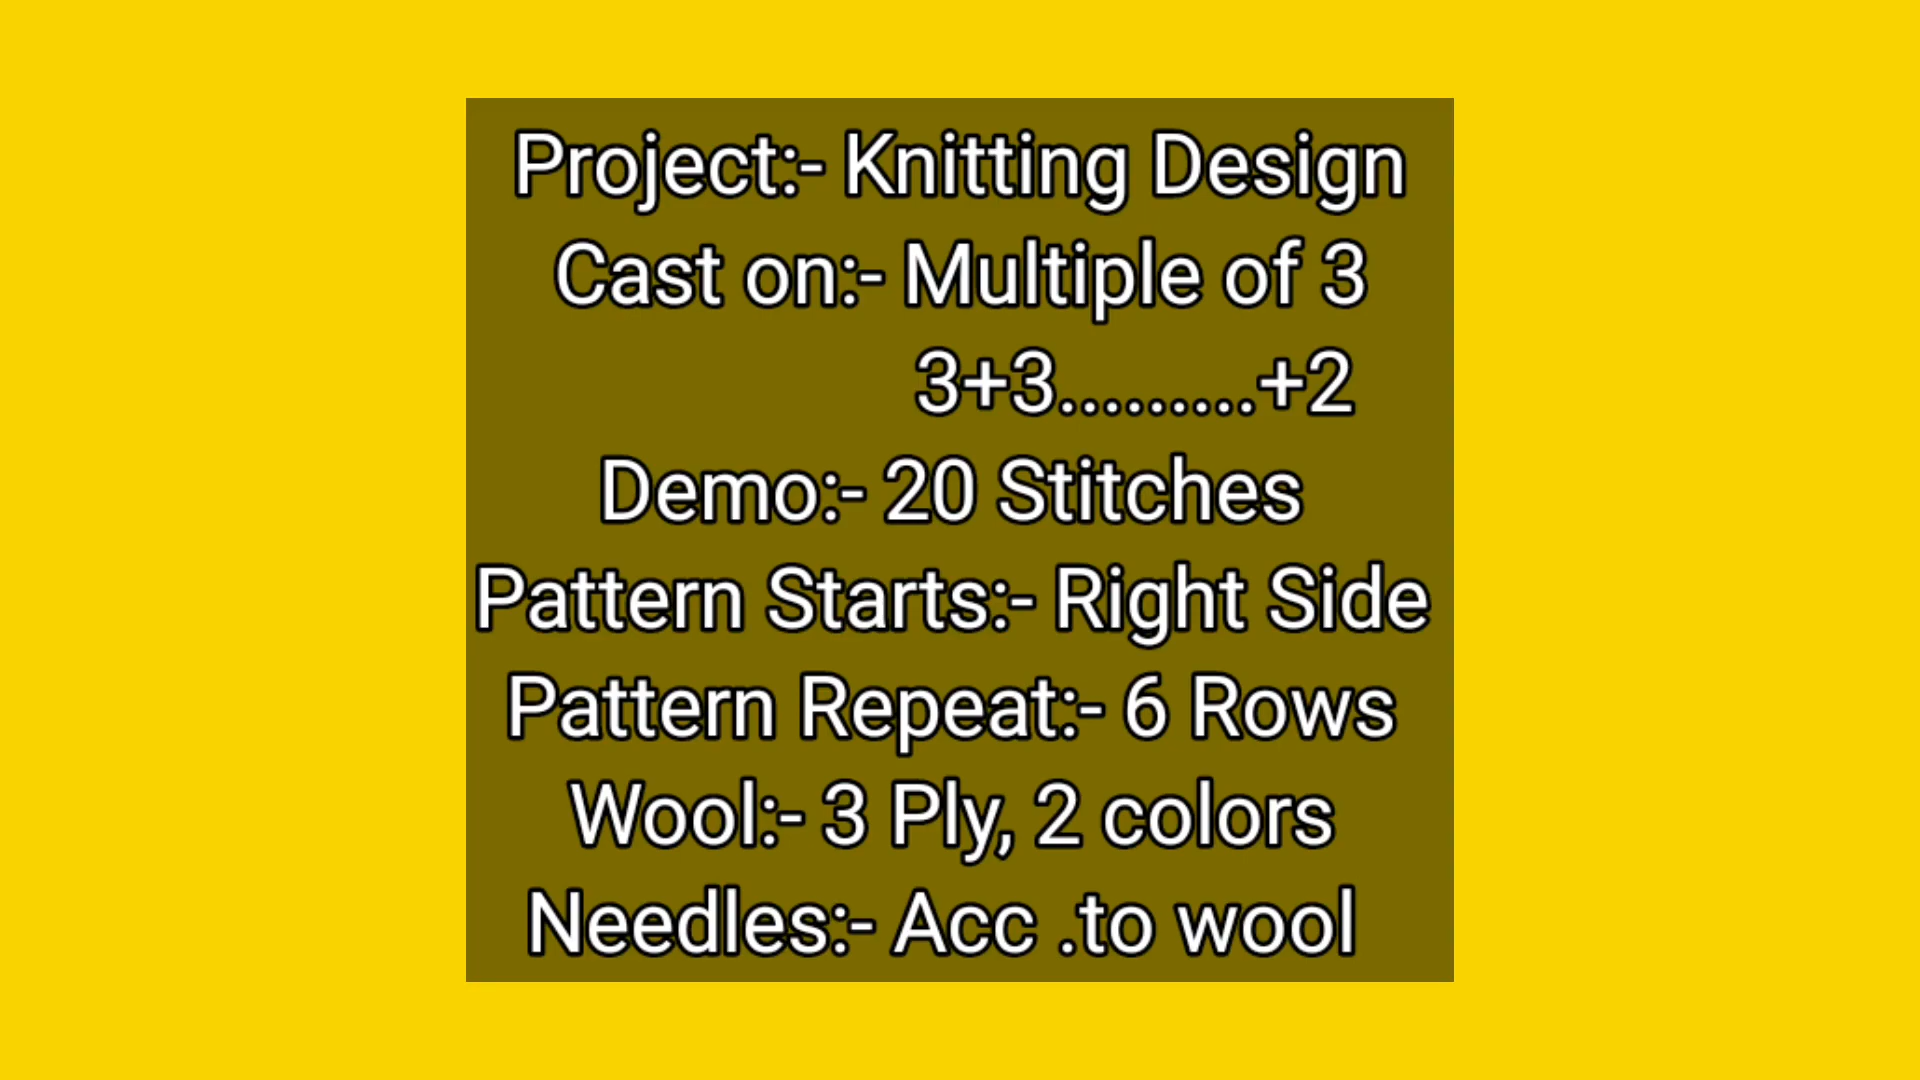 Project:- Knitting Design
Cast on:- Multiple of 3
3+3.........+2
Demo:- 20 Stitches
Pattern Starts:- Right Side
Pattern Repeat:- 6 Rows
Wool:- 3 Ply, 2 colors
Needles:- Acc .to wool